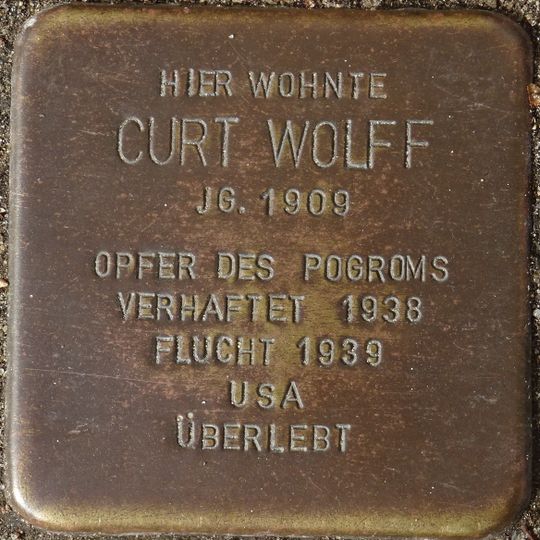 HIER WOHNTE
CURT WOLFF
JG. 1909
OPFER DES POGROMS
VERHAFTET 1938
FLUCHT 1939
USA
ÜBERLEBT